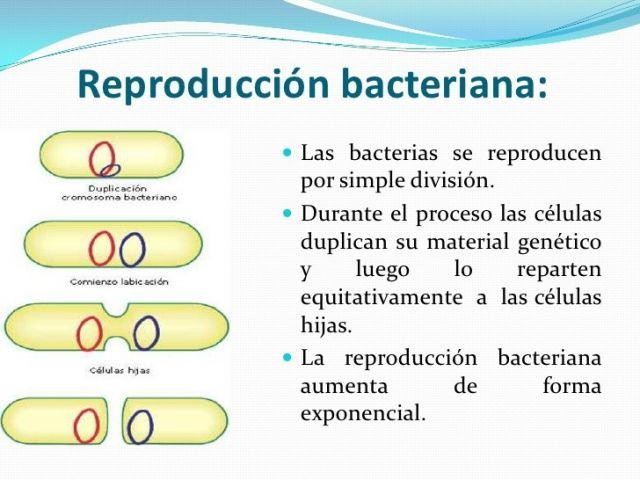 Reproducción bacteriana:
Duplicación
cromosoma bacteriano
Comienzo labicación
Células hijas
• Las bacterias se reproducen
por simple división.
• Durante el proceso las células
duplican su material genético
y luego lo reparten
equitativamente a las células
hijas.
• La reproducción bacteriana
aumenta de forma
exponencial.